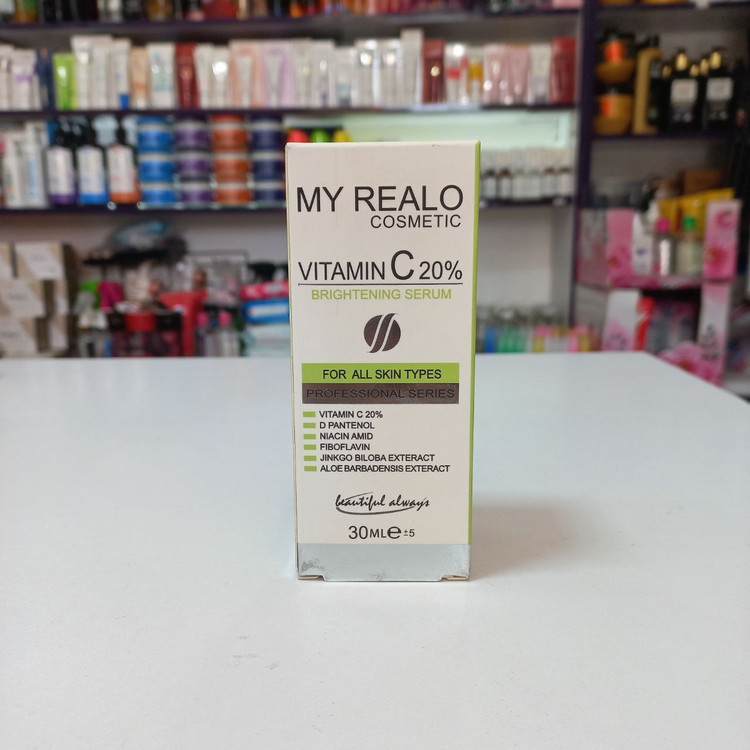 MY REALO
COSMETIC
VITAMIN C 20%
BRIGHTENING SERUM
FOR ALL SKIN TYPES
PROFESSIONAL SERIES
VITAMIN C 20%
D PANTENOL
NIACIN AMID
FIBOFLAVIN
JINKGO BILOBA EXTERACT
ALOE BARBADENSIS EXTERACT
beautiful always
30ML℮ ±5